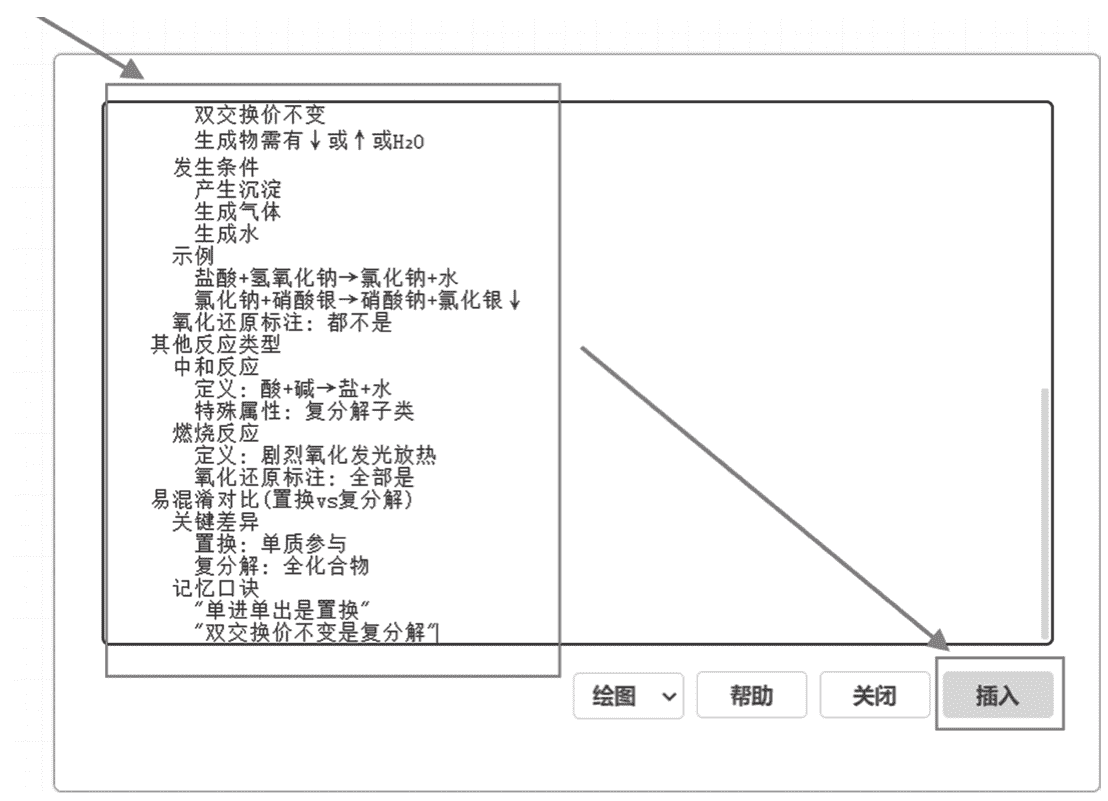 双交换价不变
生成物需有↓或↑或H₂O
发生条件
产生沉淀
生成气体
生成水
示例
盐酸+氢氧化钠→氯化钠+水
氯化钠+硝酸银→硝酸钠+氯化银↓
氧化还原标注: 都不是
其他反应类型
中和反应
定义: 酸+碱→盐+水
特殊属性: 复分解子类
燃烧反应
定义: 剧烈氧化发光放热
氧化还原标注: 全部是
易混淆对比(置换vs复分解)
关键差异
置换: 单质参与
复分解: 全化合物
记忆口诀
"单进单出是置换"
"双交换价不变是复分解"
绘图 帮助 关闭 插入